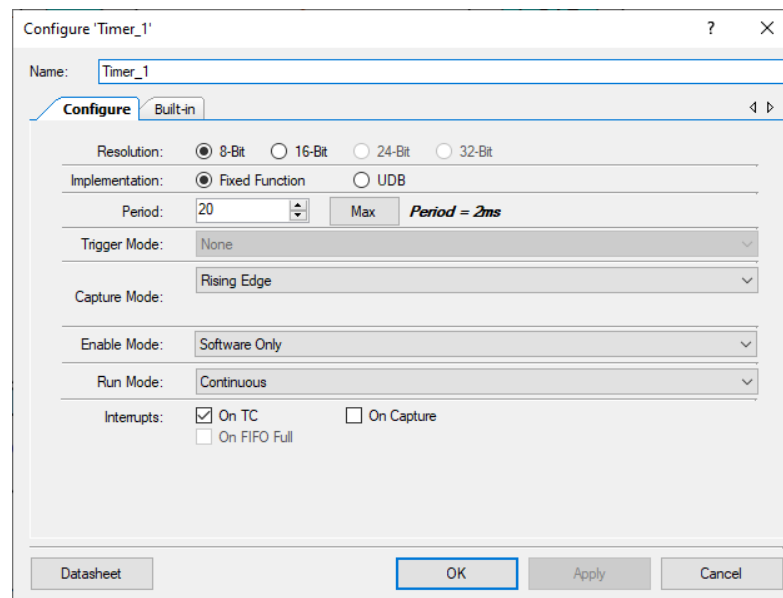 Configure 'Timer_1'
?
Name: Timer_1
Configure Built-in
Resolution: 8-Bit 16-Bit 24-Bit 32-Bit
Implementation: Fixed Function UDB
Period: 20 Max Period = 2ms
Trigger Mode: None
Capture Mode: Rising Edge
Enable Mode: Software Only
Run Mode: Continuous
Interrupts: On TC On Capture
On FIFO Full
Datasheet OK Apply Cancel